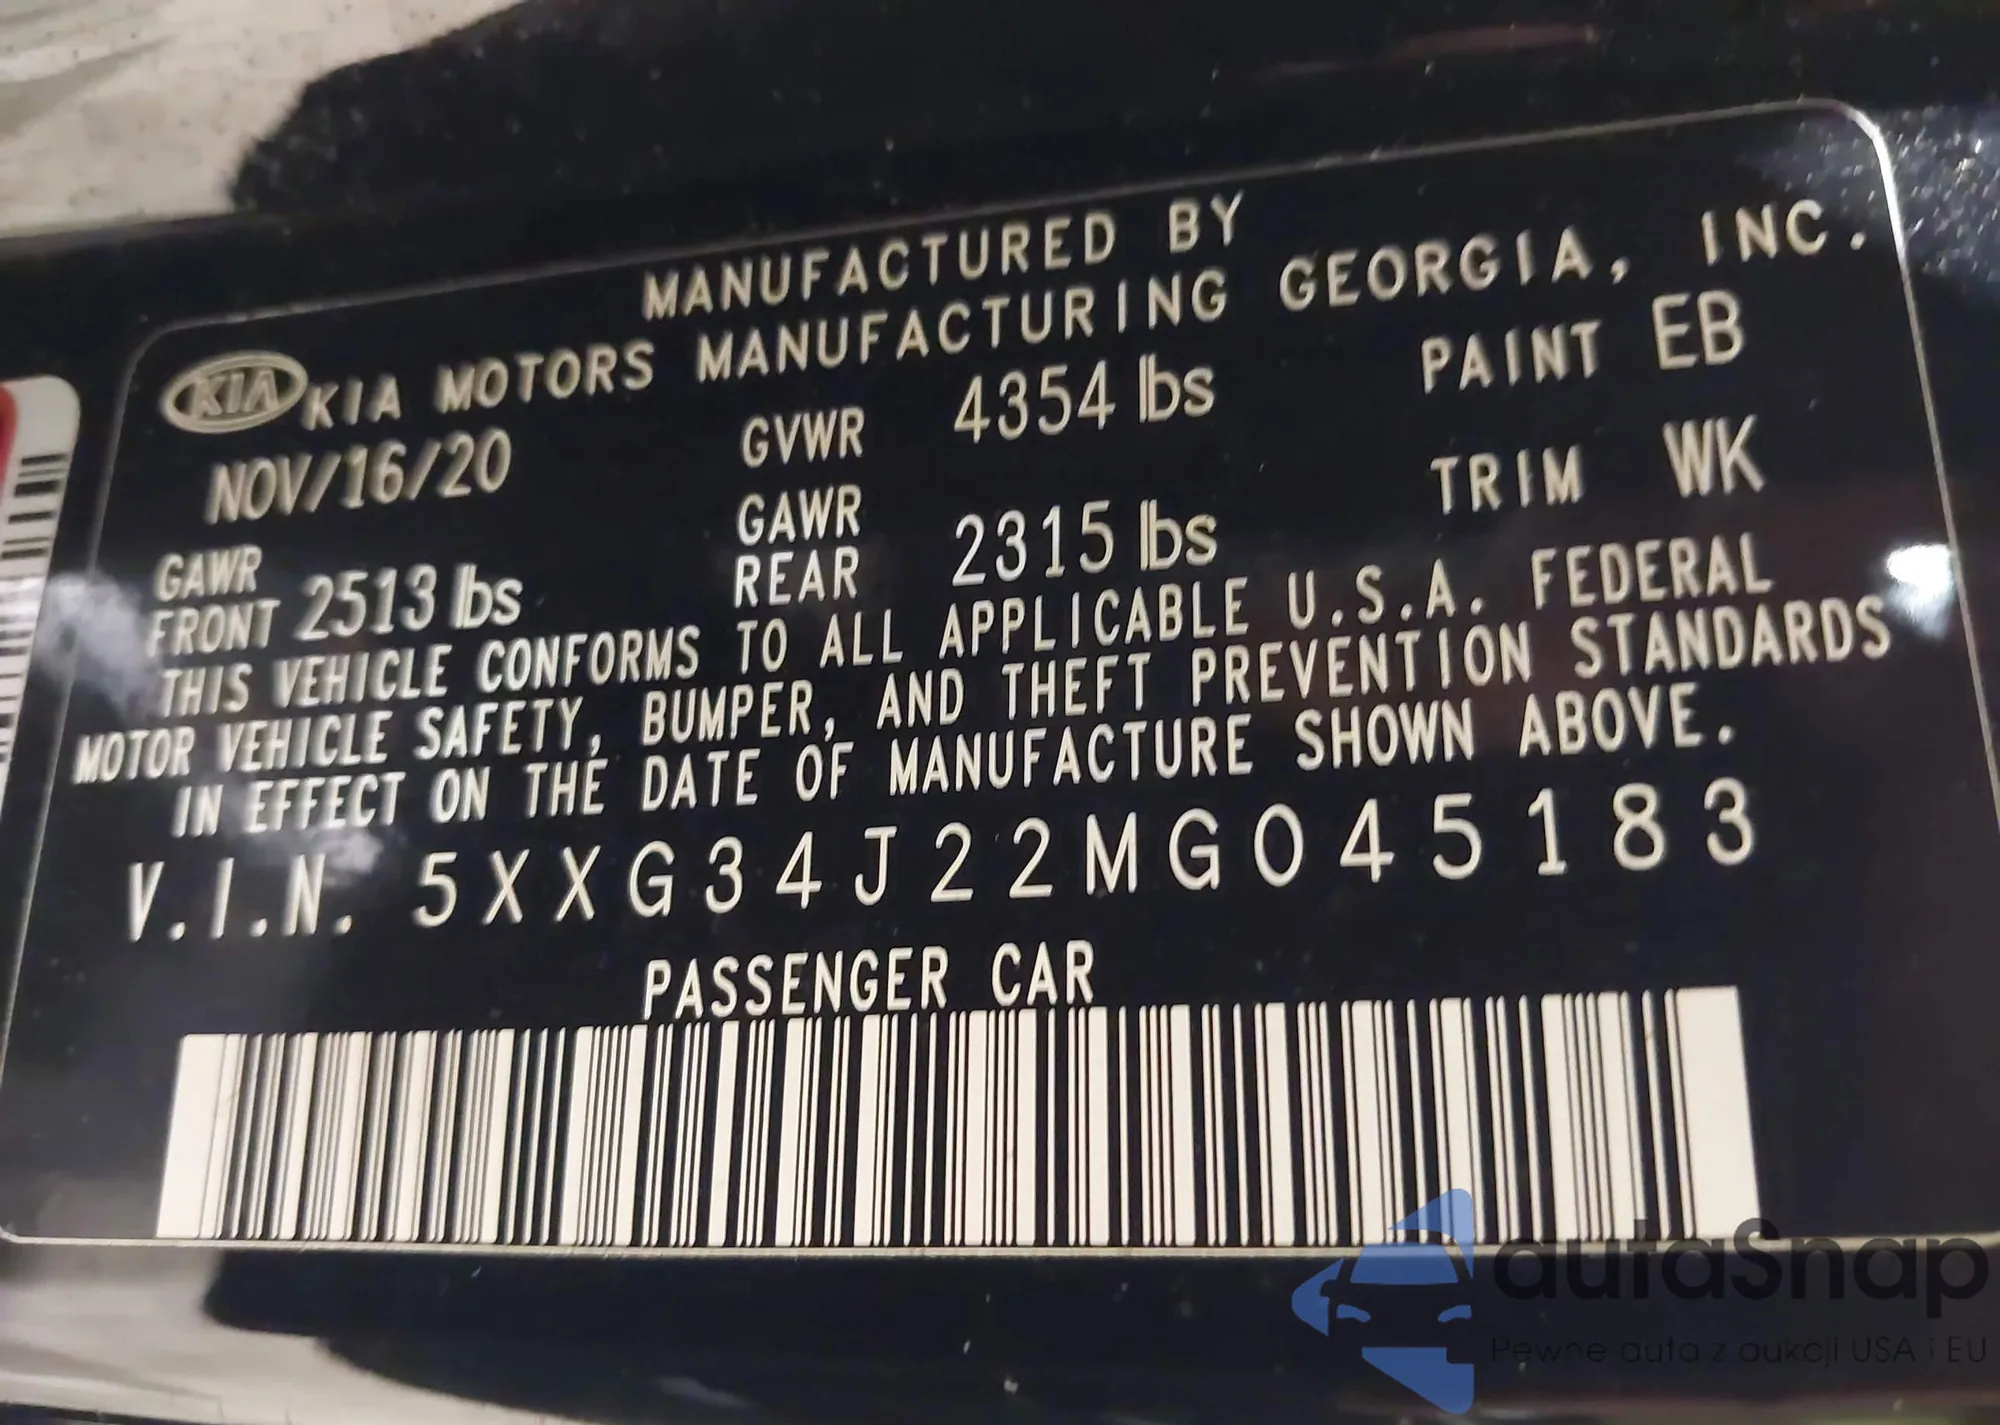 MANUFACTURED BY
KIA KIA MOTORS MANUFACTURING GEORGIA, INC.
NOV/16/20 GVWR 4354 lbs PAINT EB
GAWR FRONT 2513 lbs GAWR REAR 2315 lbs TRIM WK
THIS VEHICLE CONFORMS TO ALL APPLICABLE U.S.A. FEDERAL
MOTOR VEHICLE SAFETY, BUMPER, AND THEFT PREVENTION STANDARDS
IN EFFECT ON THE DATE OF MANUFACTURE SHOWN ABOVE.
V.I.N. 5XXG34J22MG045183
PASSENGER CAR
autaSnap
Pewne auta z aukcji USA i EU